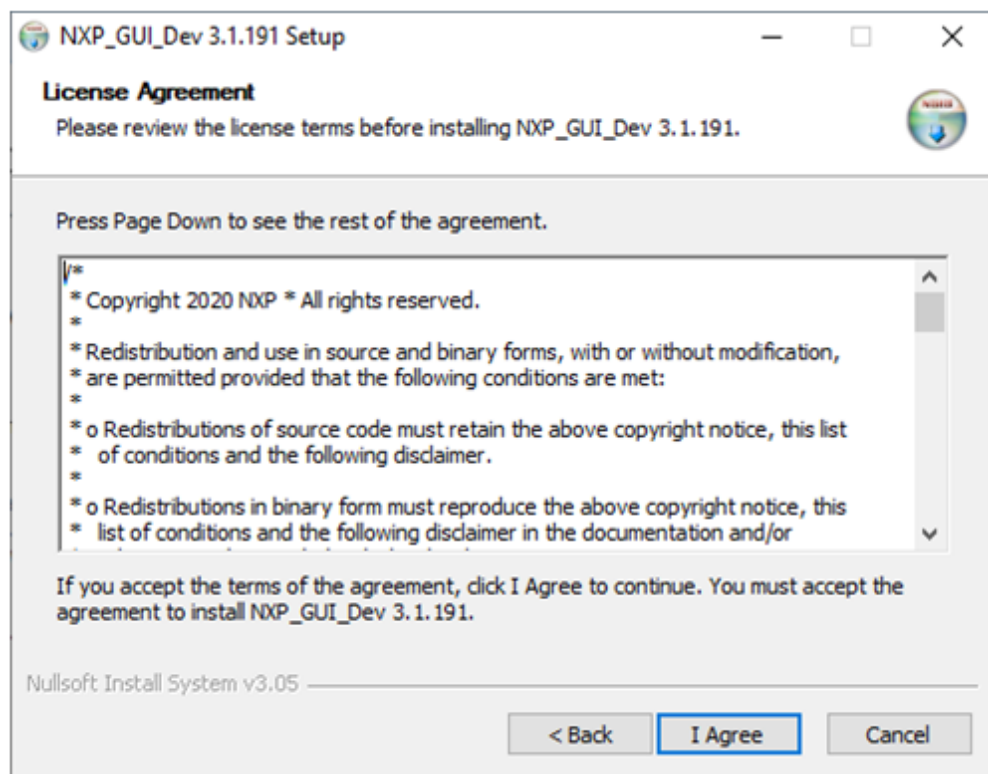 NXP_GUI_Dev 3.1.191 Setup
License Agreement
Please review the license terms before installing NXP_GUI_Dev 3.1.191.
Press Page Down to see the rest of the agreement.
/*
* Copyright 2020 NXP * All rights reserved.
*
* Redistribution and use in source and binary forms, with or without modification,
* are permitted provided that the following conditions are met:
*
* o Redistributions of source code must retain the above copyright notice, this list
* of conditions and the following disclaimer.
*
* o Redistributions in binary form must reproduce the above copyright notice, this
* list of conditions and the following disclaimer in the documentation and/or
If you accept the terms of the agreement, click I Agree to continue. You must accept the
agreement to install NXP_GUI_Dev 3.1.191.
Nullsoft Install System v3.05
< Back
I Agree
Cancel